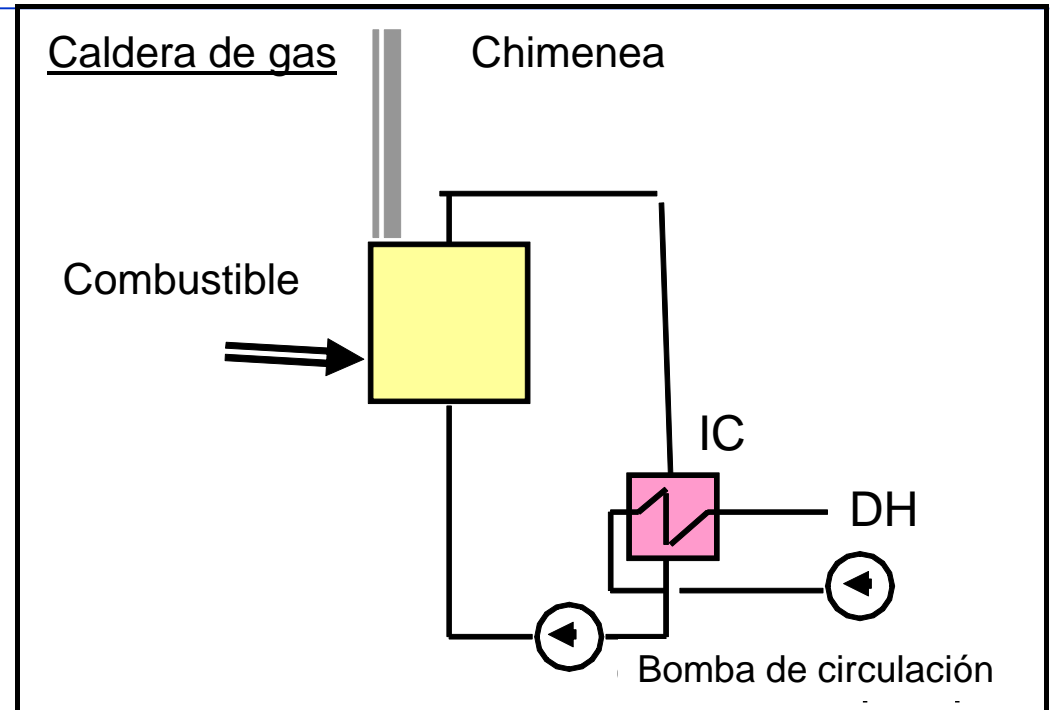 Caldera de gas
Chimenea
Combustible
IC
DH
Bomba de circulación